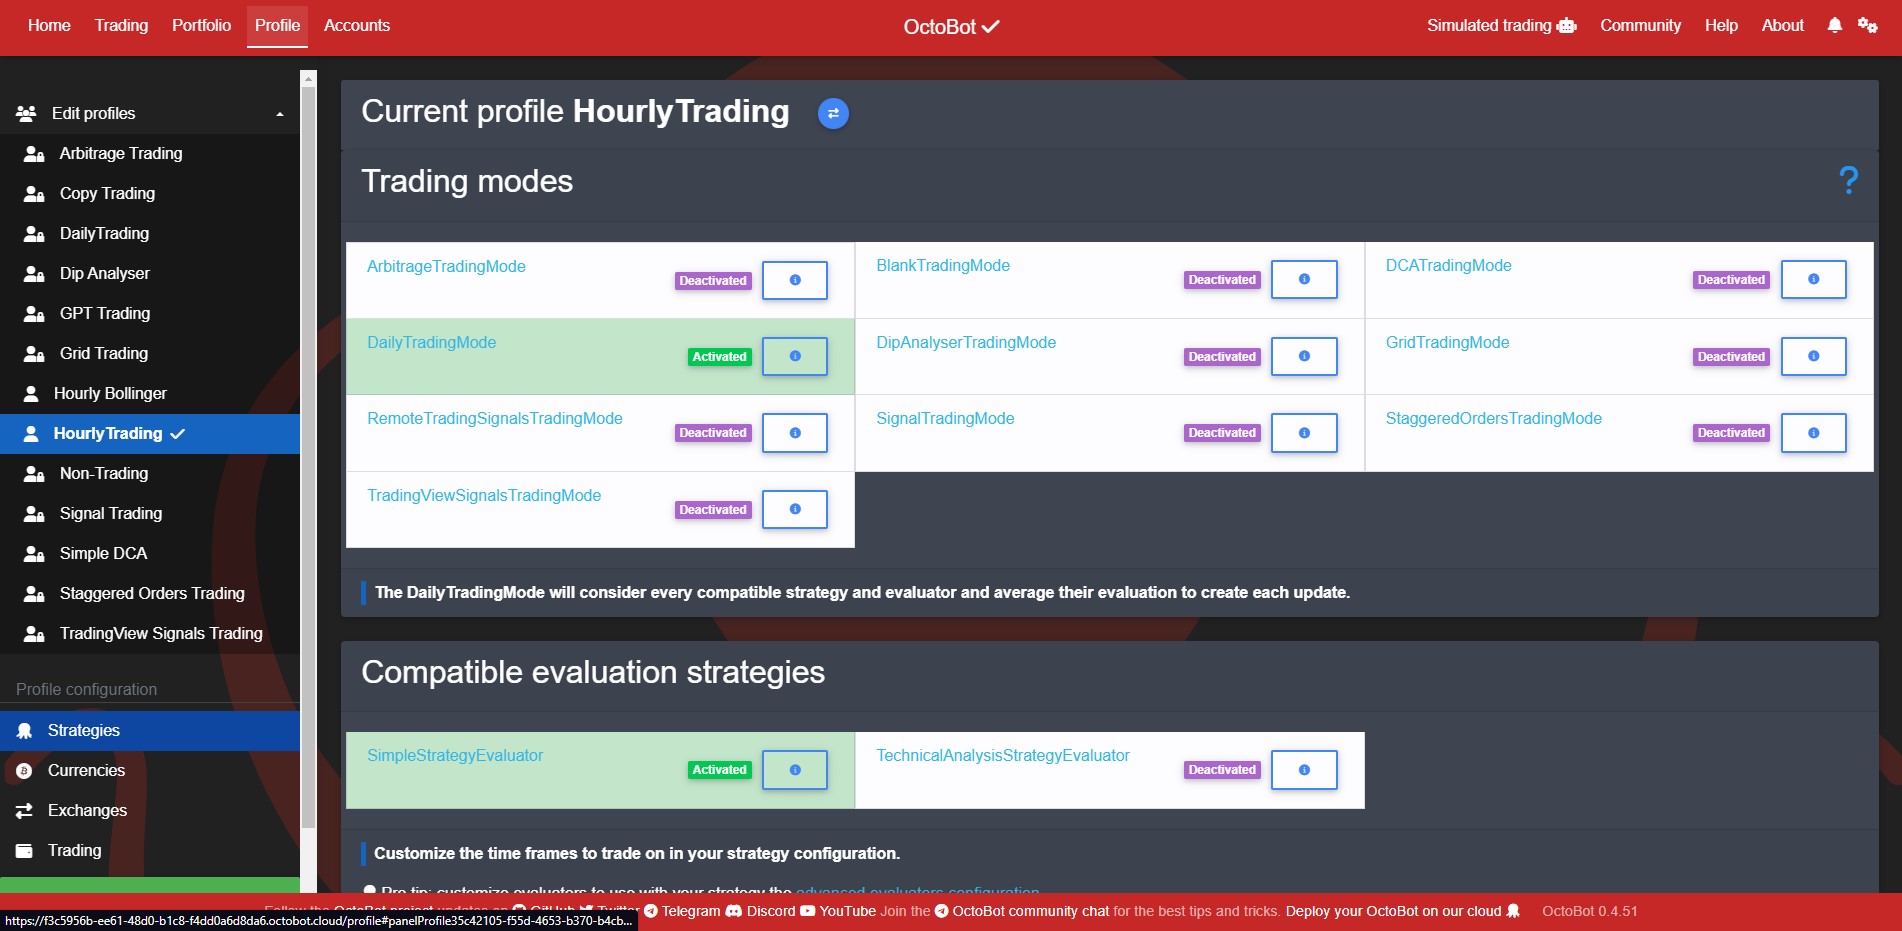 Home Trading Portfolio Profile Accounts OctoBot Simulated trading Community Help About
Edit profiles
Arbitrage Trading
Copy Trading
DailyTrading
Dip Analyser
GPT Trading
Grid Trading
Hourly Bollinger
HourlyTrading
Non-Trading
Signal Trading
Simple DCA
Staggered Orders Trading
TradingView Signals Trading
Profile configuration
Strategies
Currencies
Exchanges
Trading
Current profile HourlyTrading
Trading modes ?
ArbitrageTradingMode Deactivated
BlankTradingMode Deactivated
DCATradingMode Deactivated
DailyTradingMode Activated
DipAnalyserTradingMode Deactivated
GridTradingMode Deactivated
RemoteTradingSignalsTradingMode Deactivated
SignalTradingMode Deactivated
StaggeredOrdersTradingMode Deactivated
TradingViewSignalsTradingMode Deactivated
The DailyTradingMode will consider every compatible strategy and evaluator and average their evaluation to create each update.
Compatible evaluation strategies
SimpleStrategyEvaluator Activated
TechnicalAnalysisStrategyEvaluator Deactivated
Customize the time frames to trade on in your strategy configuration.
Pro tip: customize evaluators to use with your strategy the advanced evaluators configuration
Follow the OctoBot project updates on GitHub Twitter Telegram Discord YouTube Join the OctoBot community chat for the best tips and tricks. Deploy your OctoBot on our cloud OctoBot 0.4.51
https://f3c5956b-ee61-48d0-b1c8-f4dd0a6d8da6.octobot.cloud/profile#panelProfile35c42105-f55d-4653-b370-b4cb...